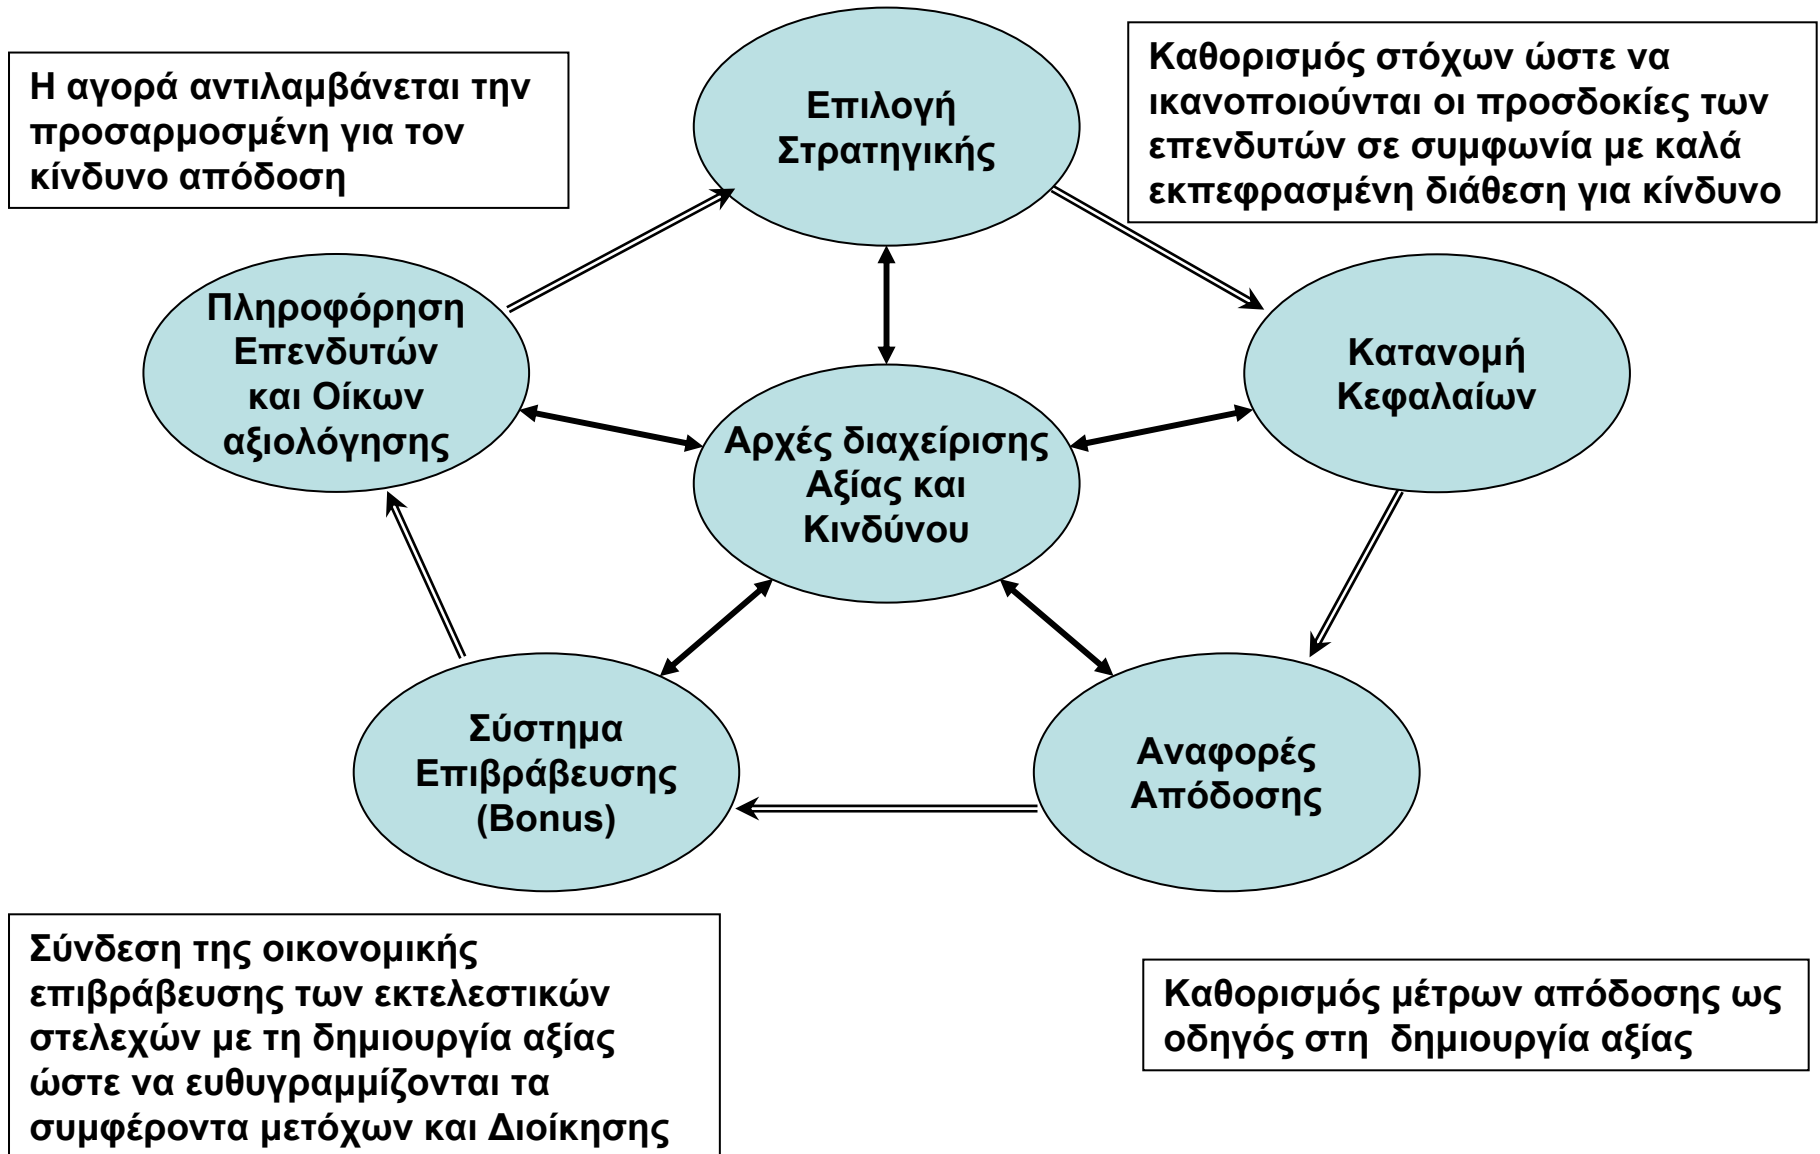 Η αγορά αντιλαμβάνεται την
προσαρμοσμένη για τον
κίνδυνο απόδοση
Επιλογή
Στρατηγικής
Καθορισμός στόχων ώστε να
ικανοποιούνται οι προσδοκίες των
επενδυτών σε συμφωνία με καλά
εκπεφρασμένη διάθεση για κίνδυνο
Πληροφόρηση
Επενδυτών
και Οίκων
αξιολόγησης
Κατανομή
Κεφαλαίων
Αρχές διαχείρισης
Αξίας και
Κινδύνου
Σύστημα
Επιβράβευσης
(Bonus)
Αναφορές
Απόδοσης
Σύνδεση της οικονομικής
επιβράβευσης των εκτελεστικών
στελεχών με τη δημιουργία αξίας
ώστε να ευθυγραμμίζονται τα
συμφέροντα μετόχων και Διοίκησης
Καθορισμός μέτρων απόδοσης ως
οδηγός στη  δημιουργία αξίας